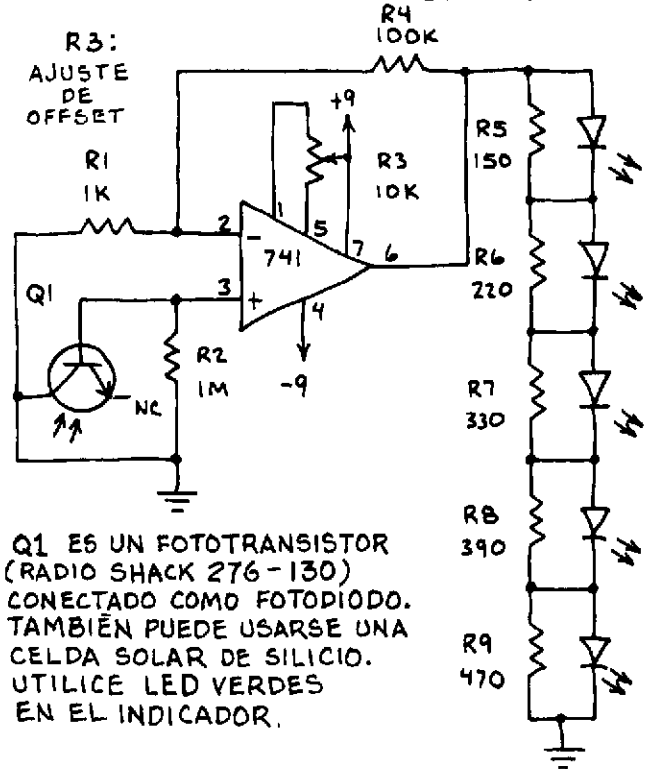 R4
100K
R3:
AJUSTE
DE
OFFSET
+9
R1
1K
R3
10K
1
5
7
2
741
6
3
4
-9
Q1
R2
1M
NC
R5
150
R6
220
R7
330
R8
390
R9
470
Q1 ES UN FOTOTRANSISTOR
(RADIO SHACK 276-130)
CONECTADO COMO FOTODIODO.
TAMBIÉN PUEDE USARSE UNA
CELDA SOLAR DE SILICIO.
UTILICE LED VERDES
EN EL INDICADOR.